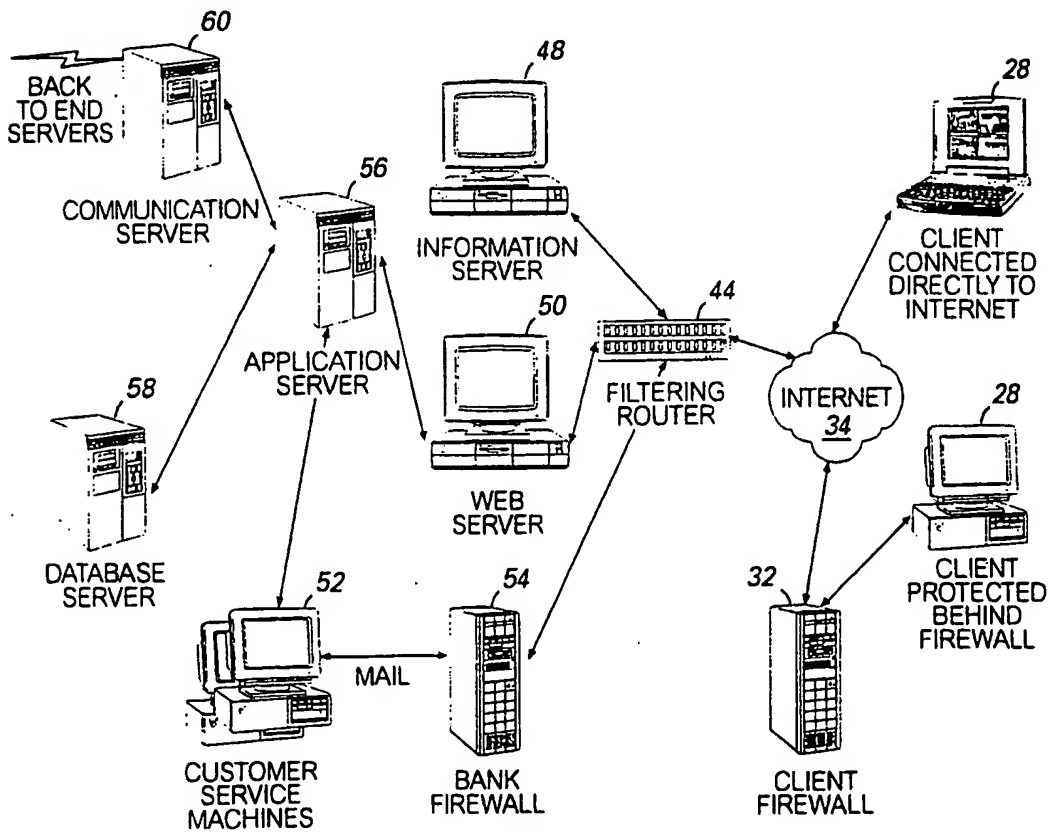 60
BACK
TO END
SERVERS
COMMUNICATION
SERVER
48
INFORMATION
SERVER
28
CLIENT
CONNECTED
DIRECTLY TO
INTERNET
56
APPLICATION
SERVER
50
WEB
SERVER
44
FILTERING
ROUTER
INTERNET
34
28
CLIENT
PROTECTED
BEHIND
FIREWALL
58
DATABASE
SERVER
52
CUSTOMER
SERVICE
MACHINES
MAIL
54
BANK
FIREWALL
32
CLIENT
FIREWALL